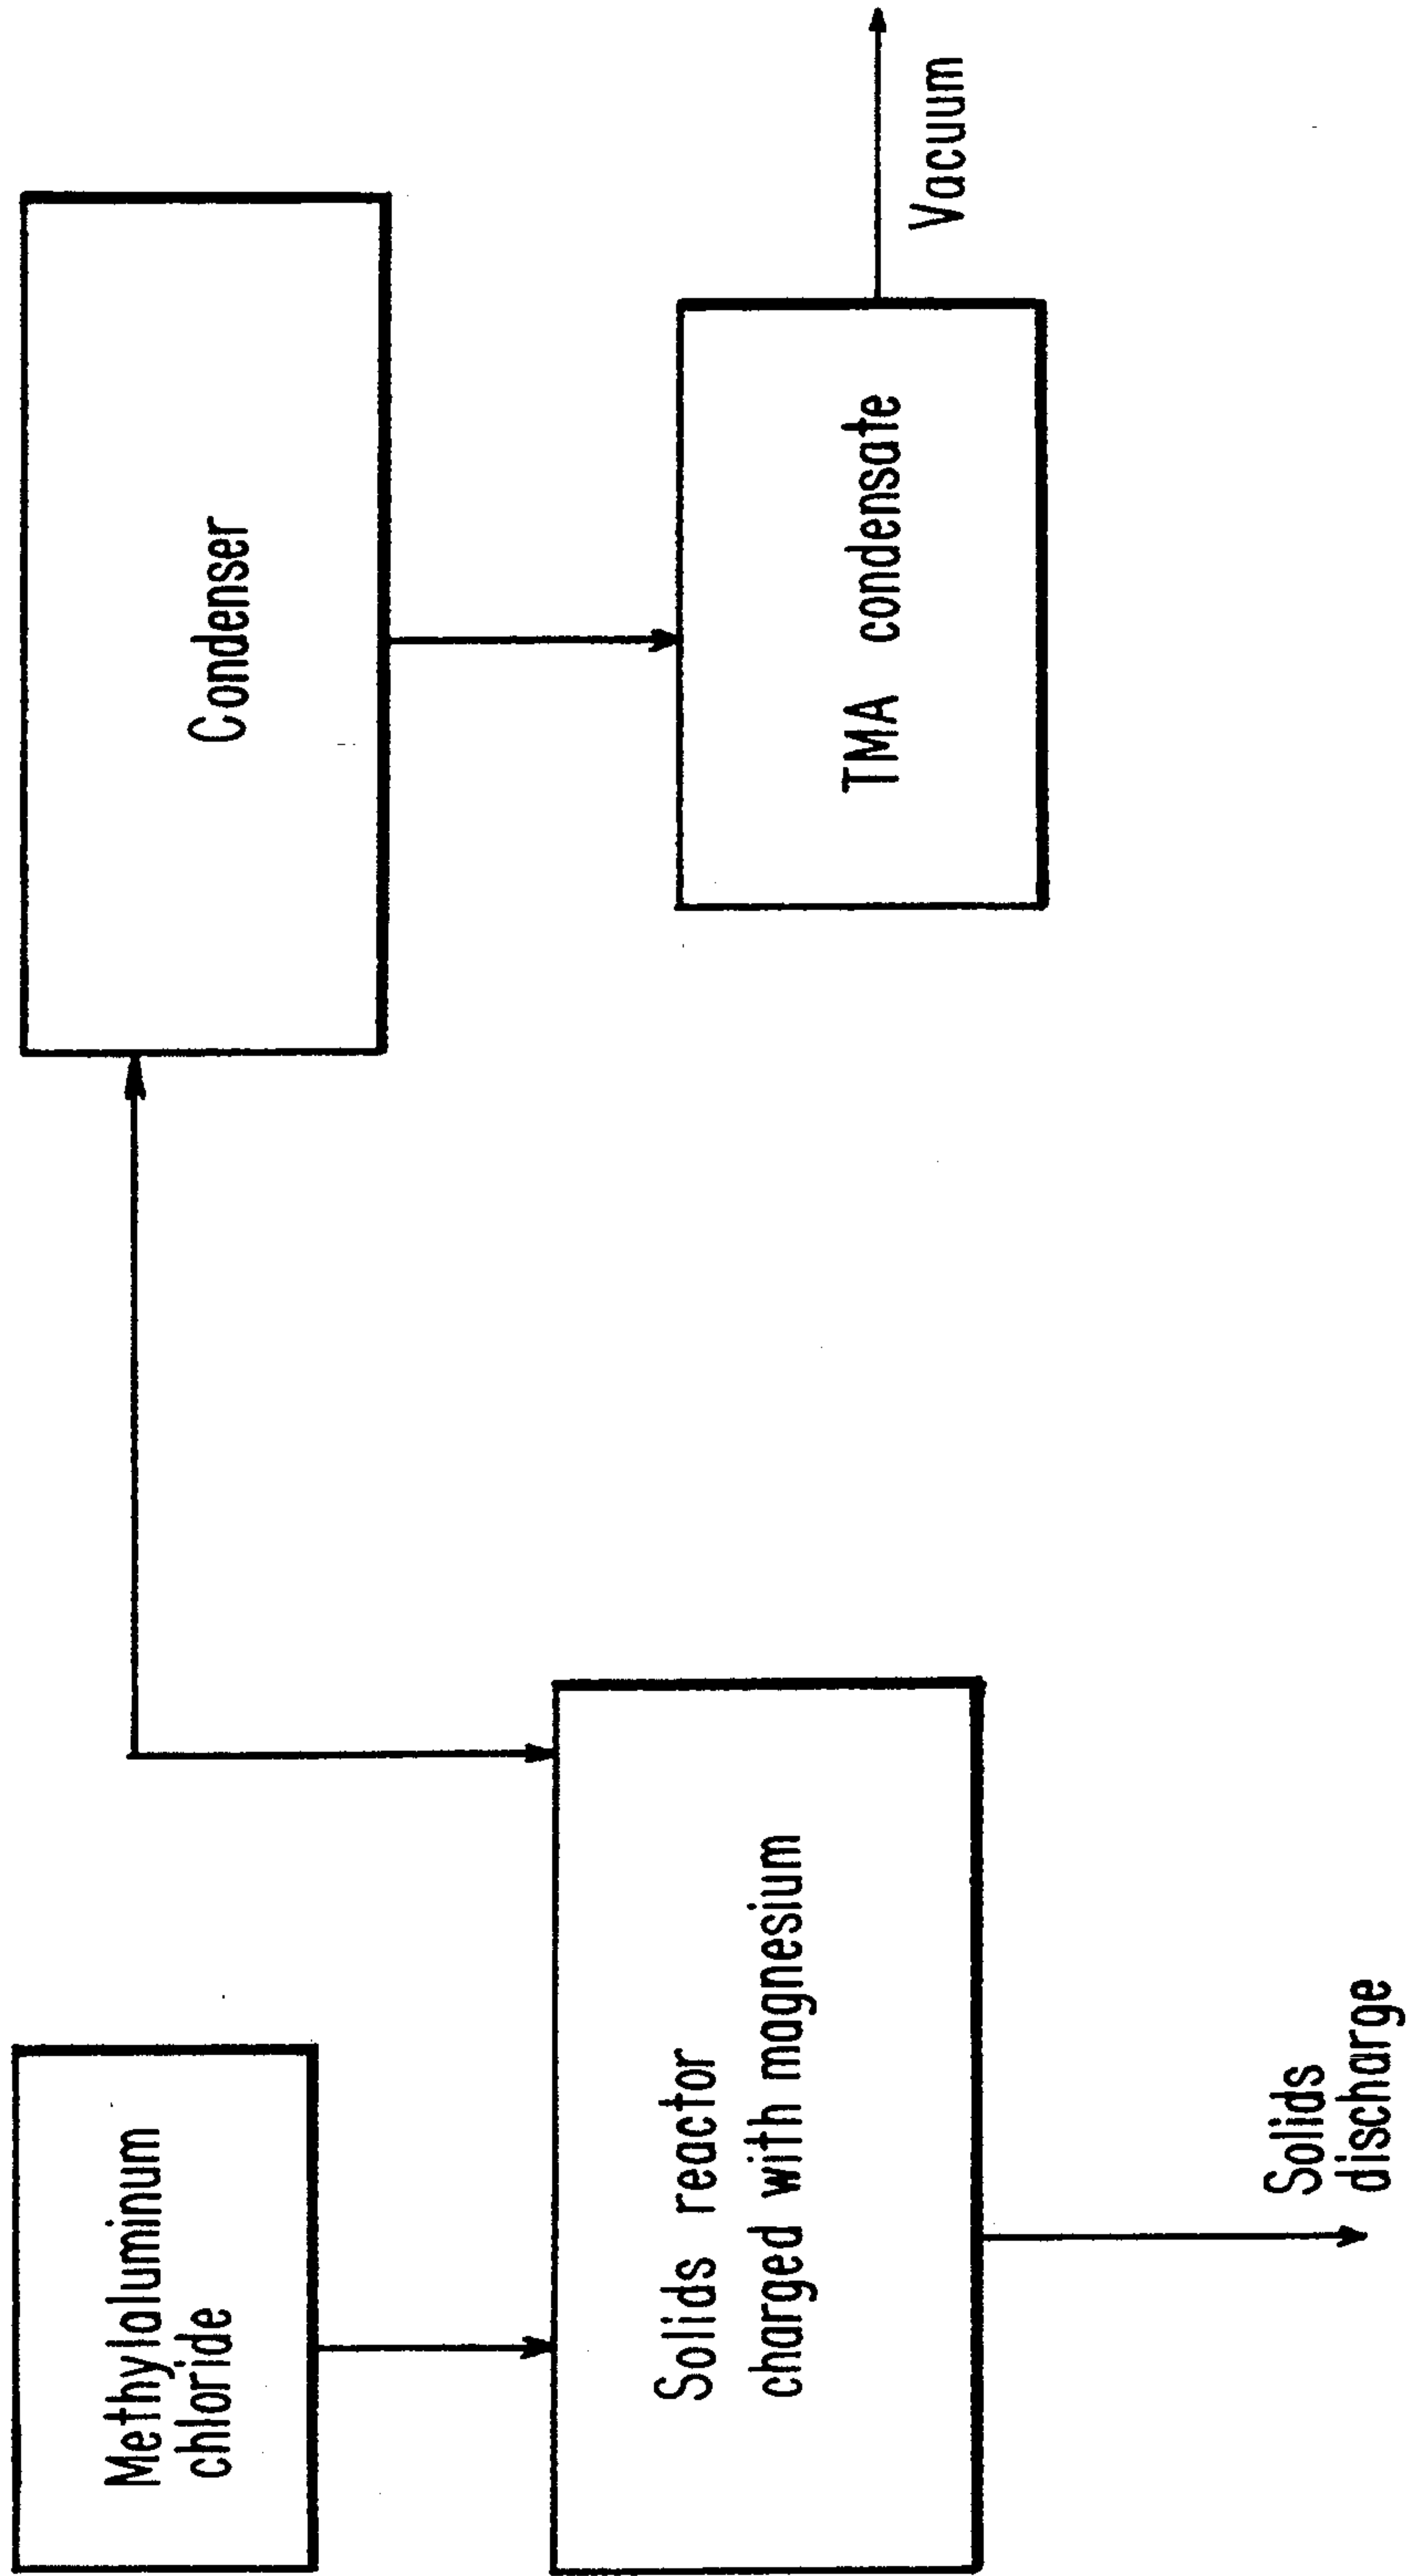 Methylaluminum
chloride
Solids reactor
charged with magnesium
Solids
discharge
Condenser
TMA condensate
Vacuum